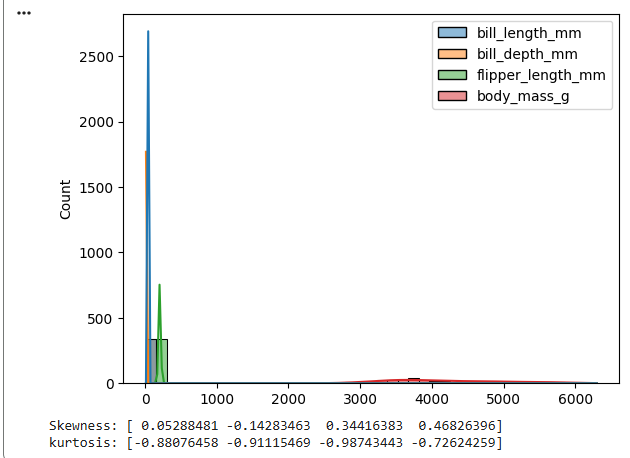 •••
bill_length_mm
bill_depth_mm
flipper_length_mm
body_mass_g
2500
2000
1500
1000
500
0
Count
0 1000 2000 3000 4000 5000 6000
Skewness: [ 0.05288481 -0.14283463  0.34416383  0.46826396]
kurtosis: [-0.88076458 -0.91115469 -0.98743443 -0.72624259]